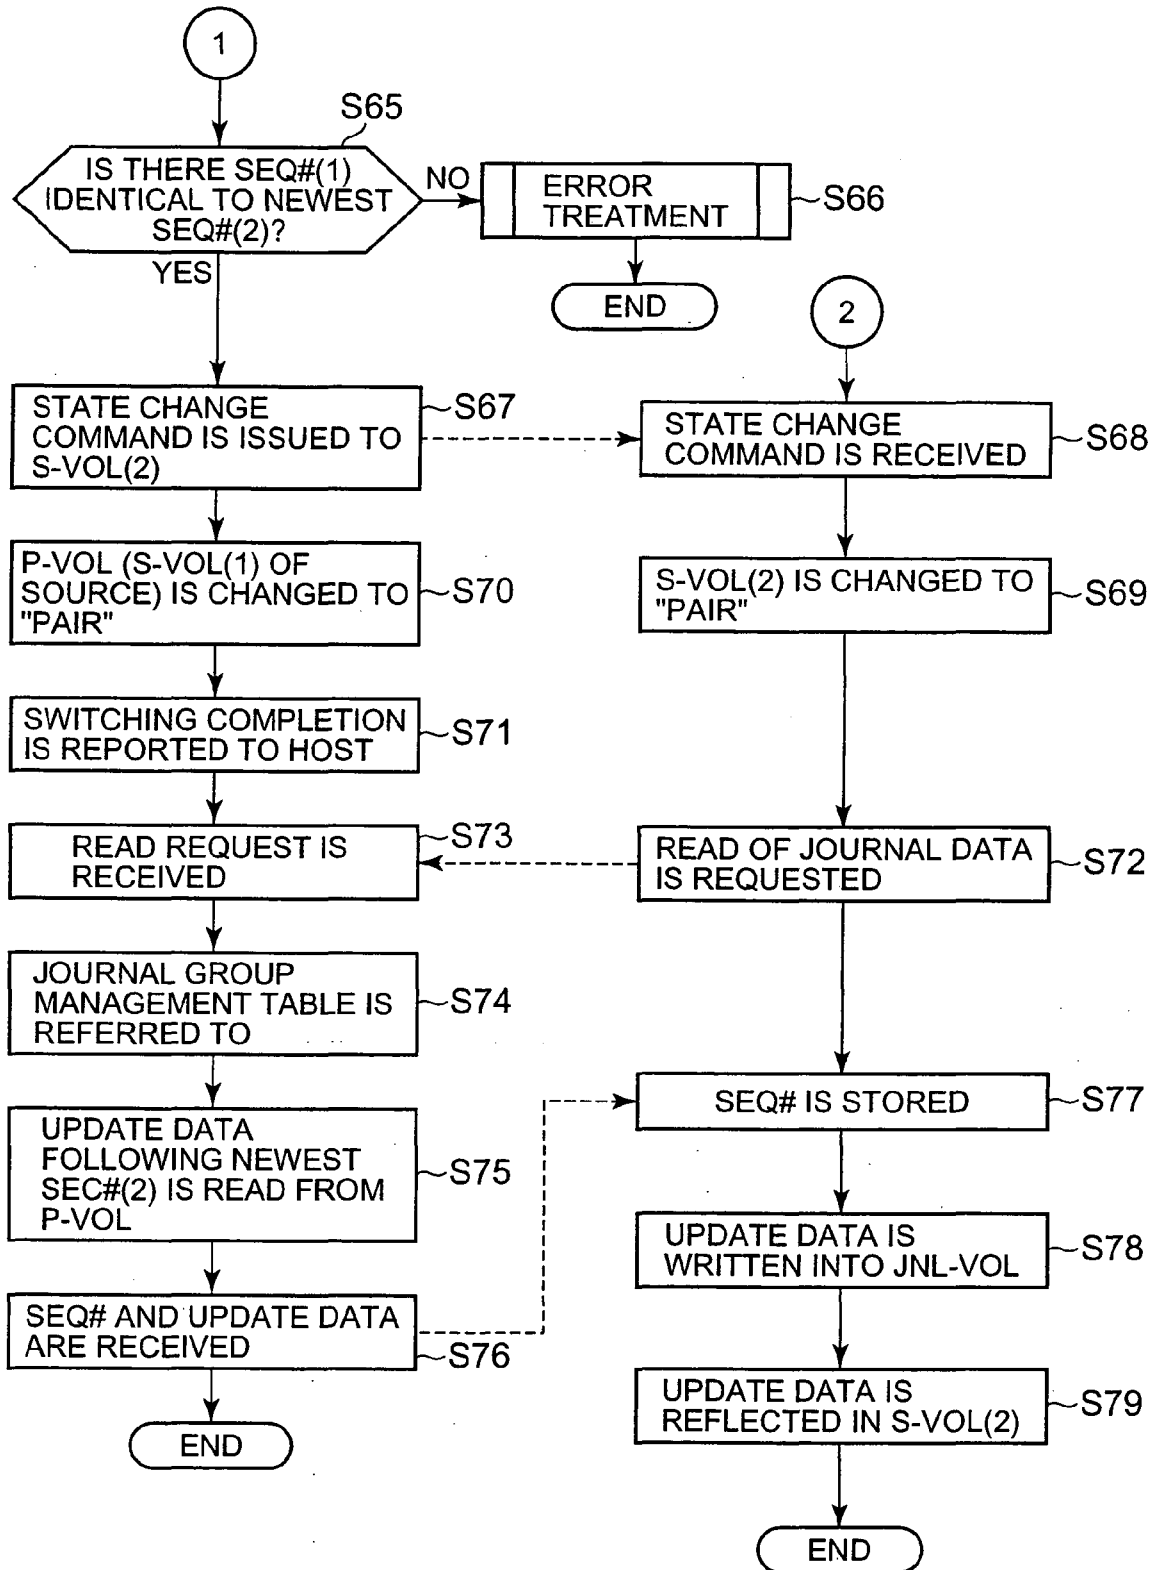 1
S65
IS THERE SEQ#(1)
IDENTICAL TO NEWEST
SEQ#(2)?
NO
YES
ERROR
TREATMENT
S66
END
2
STATE CHANGE
COMMAND IS ISSUED TO
S-VOL(2)
S67
STATE CHANGE
COMMAND IS RECEIVED
S68
P-VOL (S-VOL(1) OF
SOURCE) IS CHANGED TO
"PAIR"
S70
S-VOL(2) IS CHANGED TO
"PAIR"
S69
SWITCHING COMPLETION
IS REPORTED TO HOST
S71
READ REQUEST IS
RECEIVED
S73
READ OF JOURNAL DATA
IS REQUESTED
S72
JOURNAL GROUP
MANAGEMENT TABLE IS
REFERRED TO
S74
SEQ# IS STORED
S77
UPDATE DATA
FOLLOWING NEWEST
SEC#(2) IS READ FROM
P-VOL
S75
UPDATE DATA IS
WRITTEN INTO JNL-VOL
S78
SEQ# AND UPDATE DATA
ARE RECEIVED
S76
UPDATE DATA IS
REFLECTED IN S-VOL(2)
S79
END
END